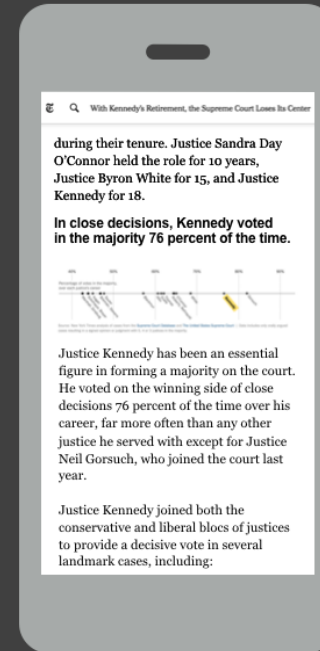 With Kennedy's Retirement, the Supreme Court Loses Its Center
during their tenure. Justice Sandra Day
O'Connor held the role for 10 years,
Justice Byron White for 15, and Justice
Kennedy for 18.
In close decisions, Kennedy voted
in the majority 76 percent of the time.
Justice Kennedy has been an essential
figure in forming a majority on the court.
He voted on the winning side of close
decisions 76 percent of the time over his
career, far more often than any other
justice he served with except for Justice
Neil Gorsuch, who joined the court last
year.
Justice Kennedy joined both the
conservative and liberal blocs of justices
to provide a decisive vote in several
landmark cases, including: